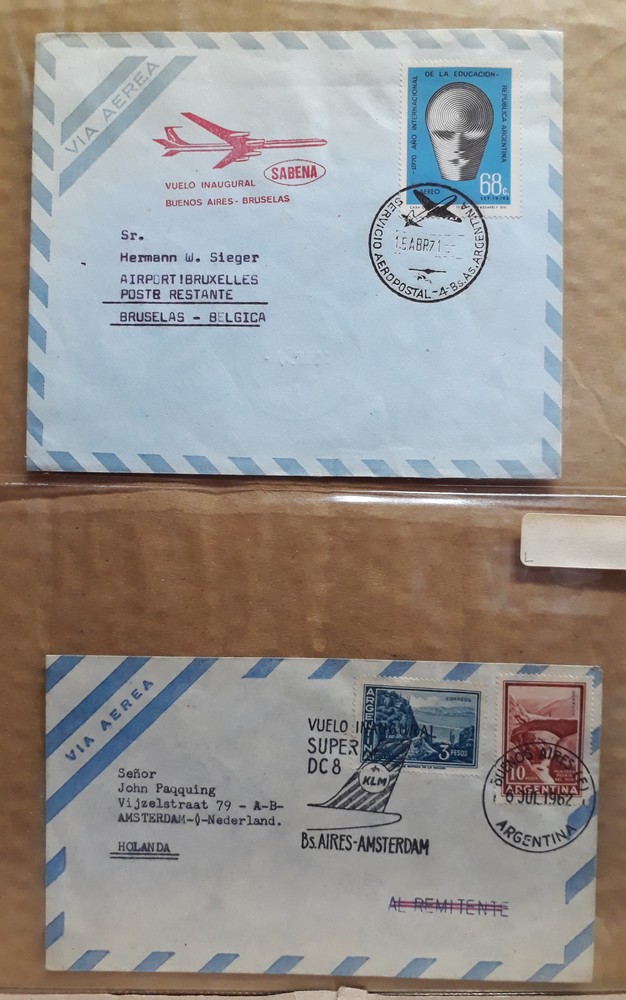 VIA AEREA
SABENA
VUELO INAUGURAL
BUENOS AIRES - BRUSELAS
1970 AÑO INTERNACIONAL DE LA EDUCACION - REPUBLICA ARGENTINA
68 c.
AEREO
SERVICIO AEROPOSTAL - 4 - Bs. As. ARGENTINA
15 ABR 71
Sr.
Hermann W. Sieger
AIRPORT!BRUXELLES
POSTE RESTANTE
BRUSELAS - BELGICA
VIA AEREA
VUELO INAUGURAL
SUPER
DC8
KLM
Bs. AIRES-AMSTERDAM
ARGENTINA
CORREOS
3 PESOS
10
ARGENTINA
BUENOS AIRES
6 JUL 1962
ARGENTINA
Señor
John Paqquing
Vijzelstraat 79 - A-B-
AMSTERDAM-()-Nederland.
HOLANDA
AL REMITENTE
L